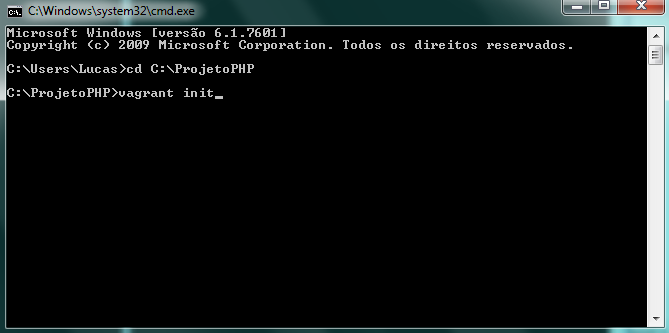 C:\Windows\system32\cmd.exe
Microsoft Windows [versão 6.1.7601]
Copyright (c) 2009 Microsoft Corporation. Todos os direitos reservados.
C:\Users\Lucas>cd C:\ProjetoPHP
C:\ProjetoPHP>vagrant init_